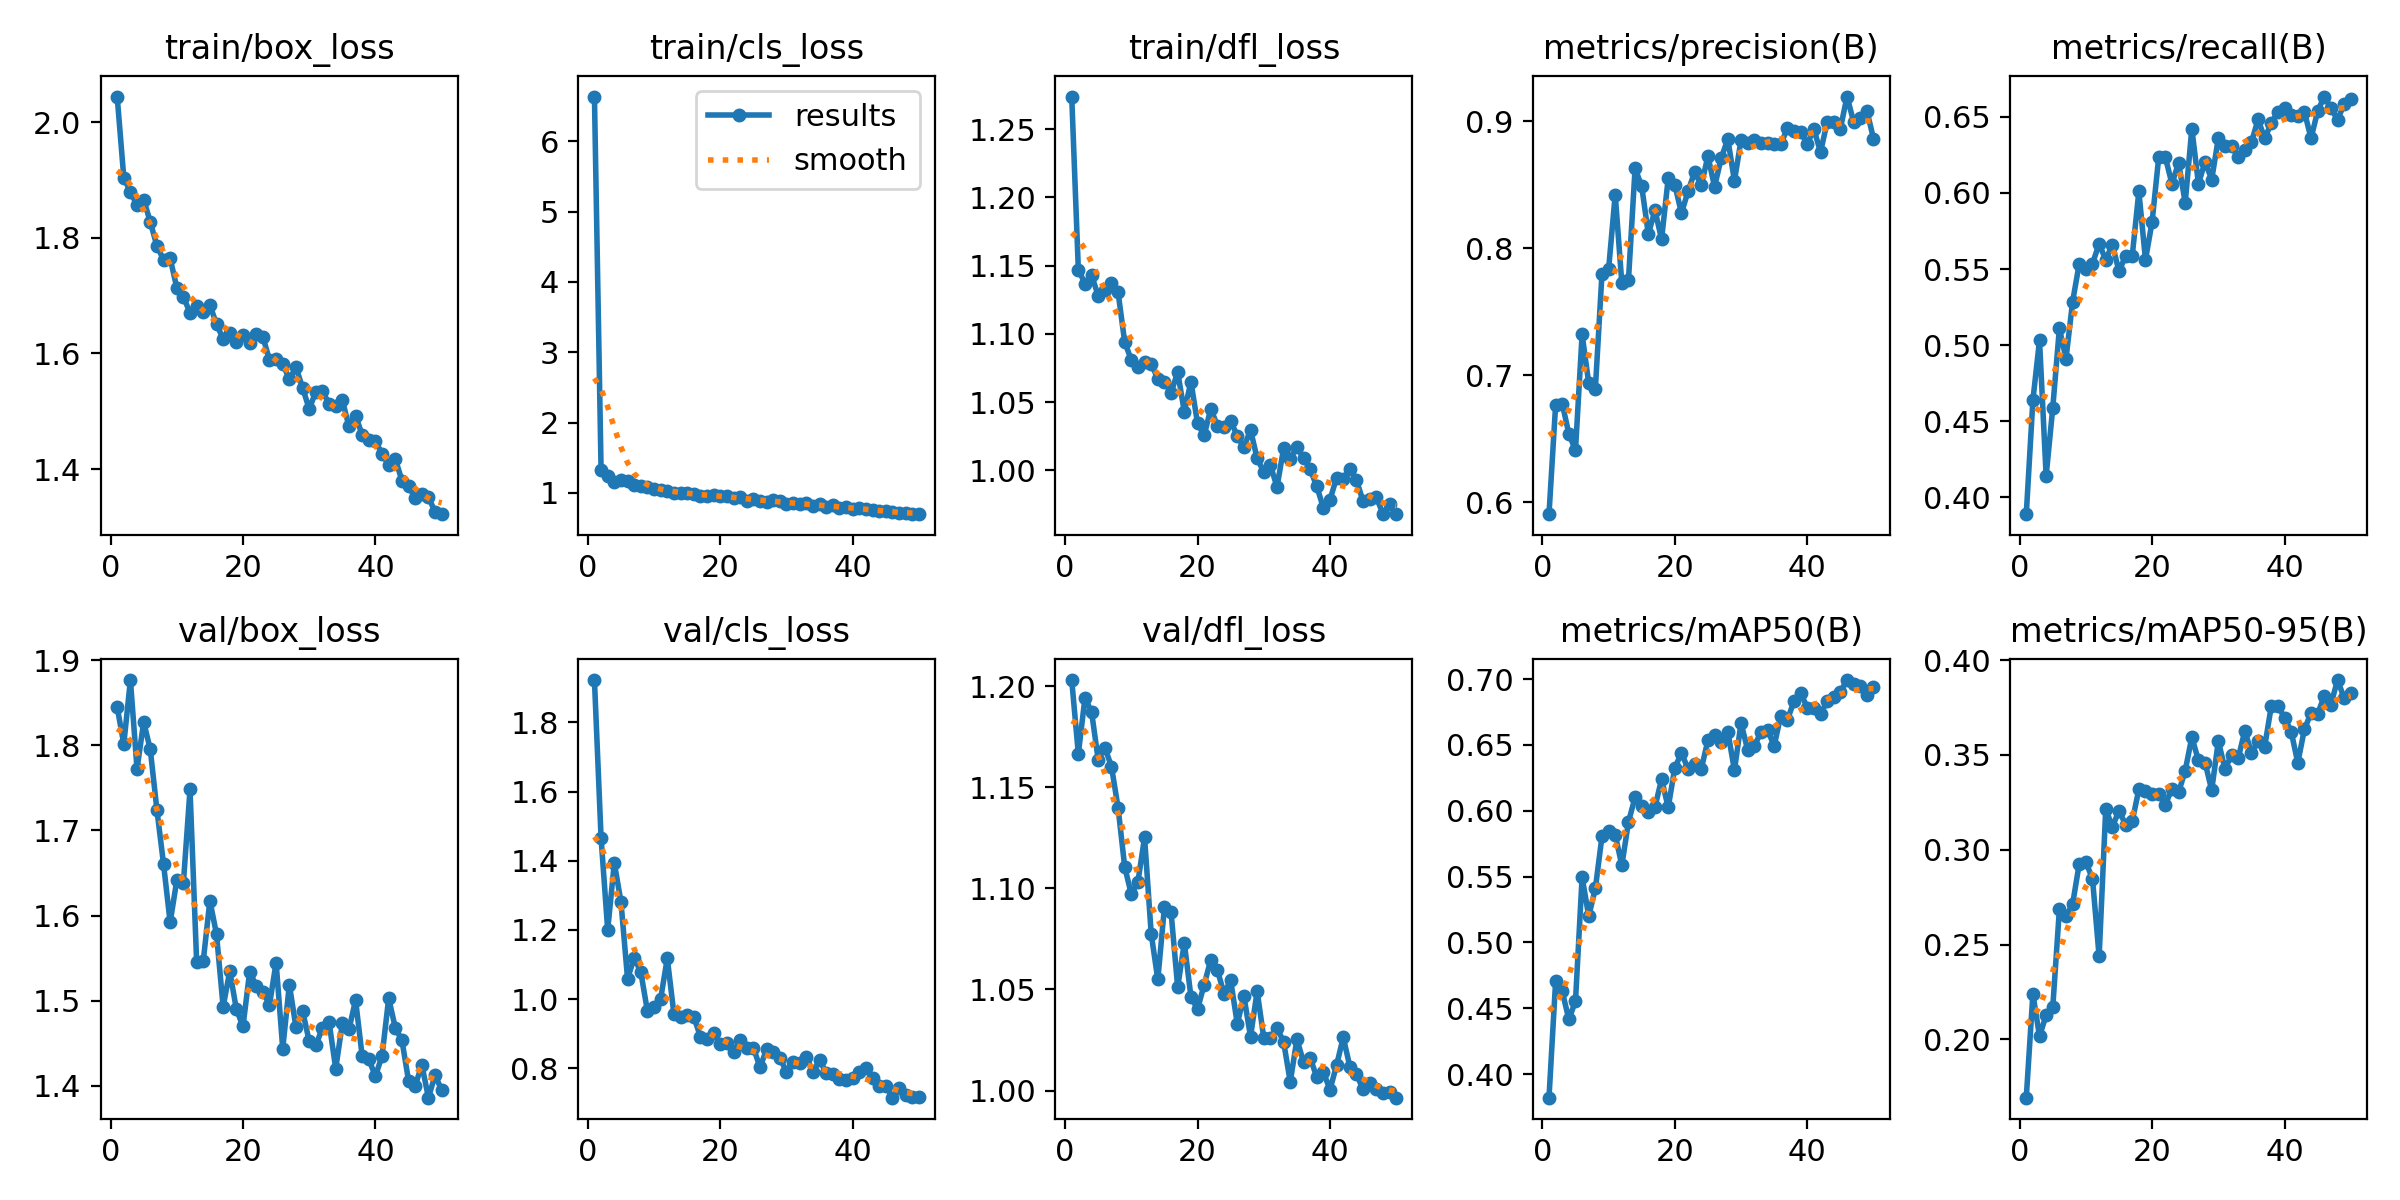 train/box_loss
2.0
1.8
1.6
1.4
0 20 40
train/cls_loss
results
smooth
6
5
4
3
2
1
0 20 40
train/dfl_loss
1.25
1.20
1.15
1.10
1.05
1.00
0 20 40
metrics/precision(B)
0.9
0.8
0.7
0.6
0 20 40
metrics/recall(B)
0.65
0.60
0.55
0.50
0.45
0.40
0 20 40
val/box_loss
1.9
1.8
1.7
1.6
1.5
1.4
0 20 40
val/cls_loss
1.8
1.6
1.4
1.2
1.0
0.8
0 20 40
val/dfl_loss
1.20
1.15
1.10
1.05
1.00
0 20 40
metrics/mAP50(B)
0.70
0.65
0.60
0.55
0.50
0.45
0.40
0 20 40
metrics/mAP50-95(B)
0.40
0.35
0.30
0.25
0.20
0 20 40